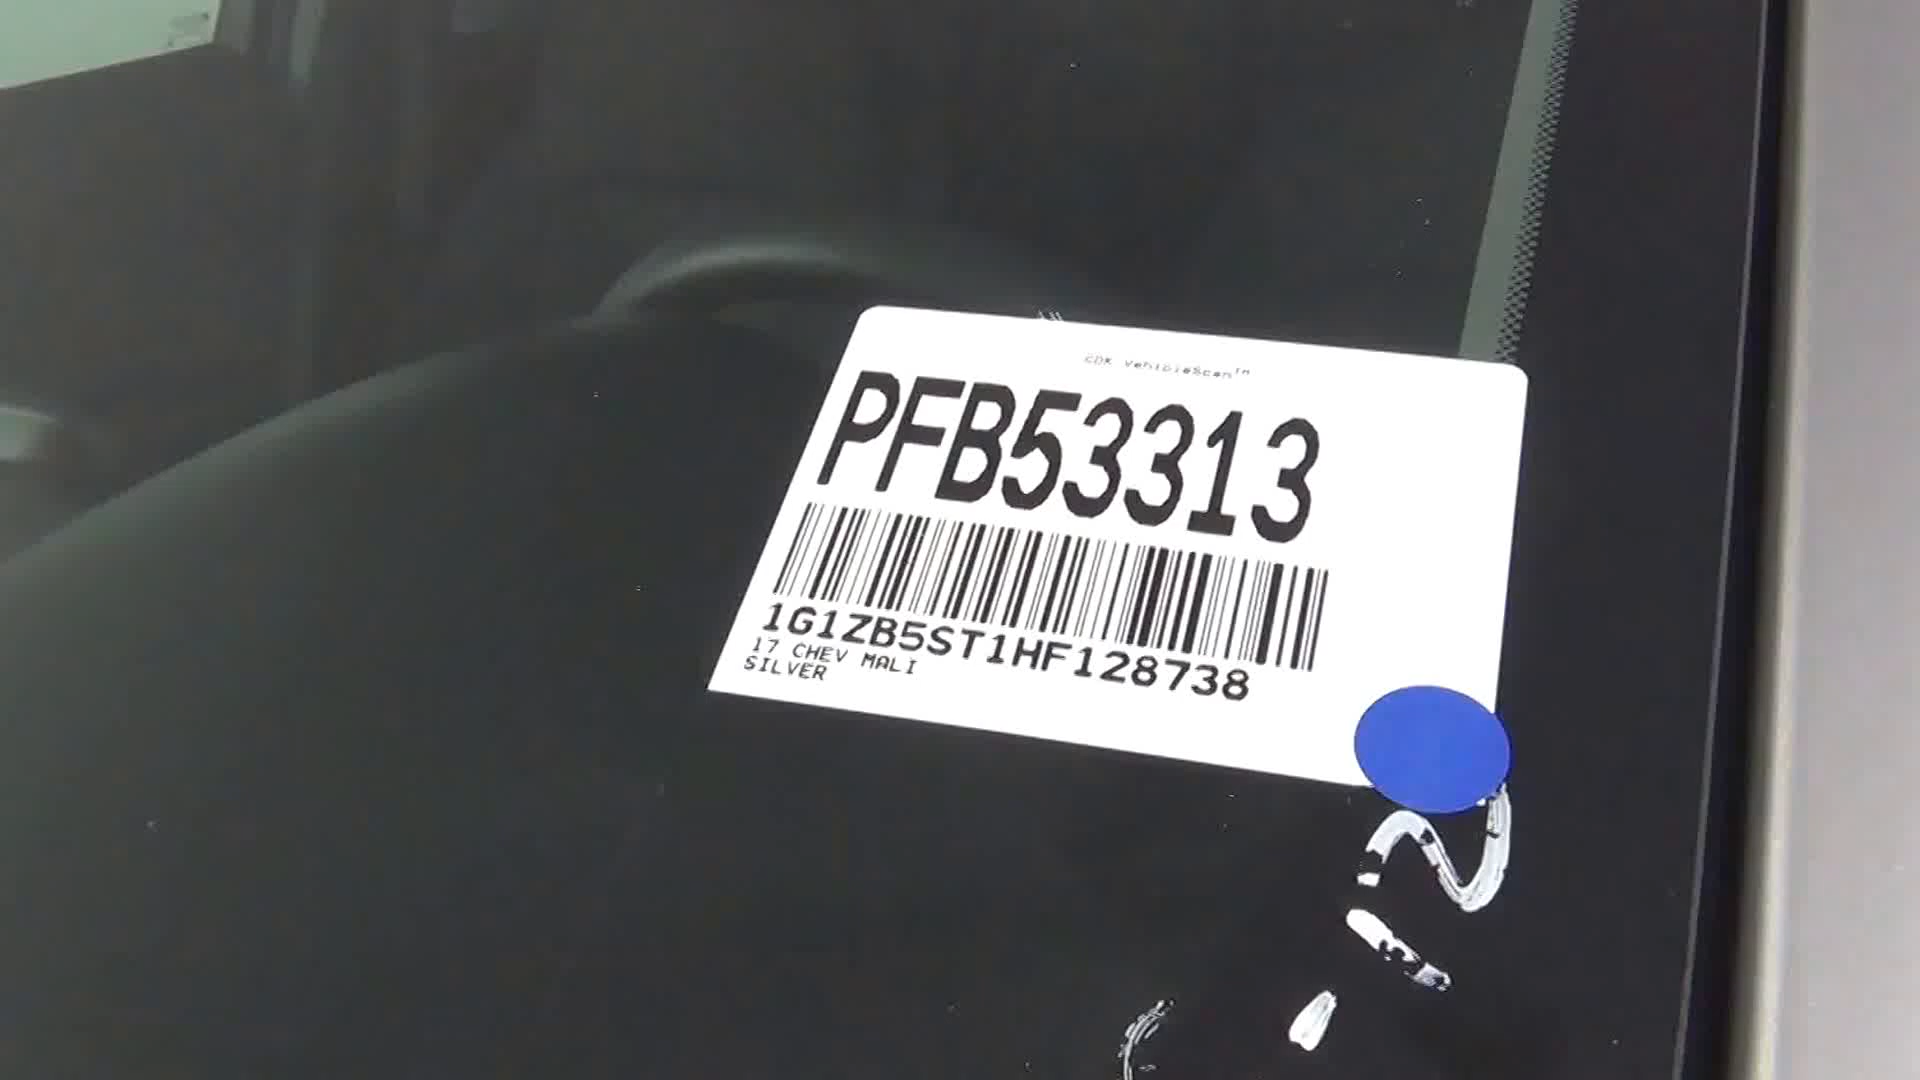 CDK VehicleScan™
PFB53313
1G1ZB5ST1HF128738
17 CHEV MALI
SILVER